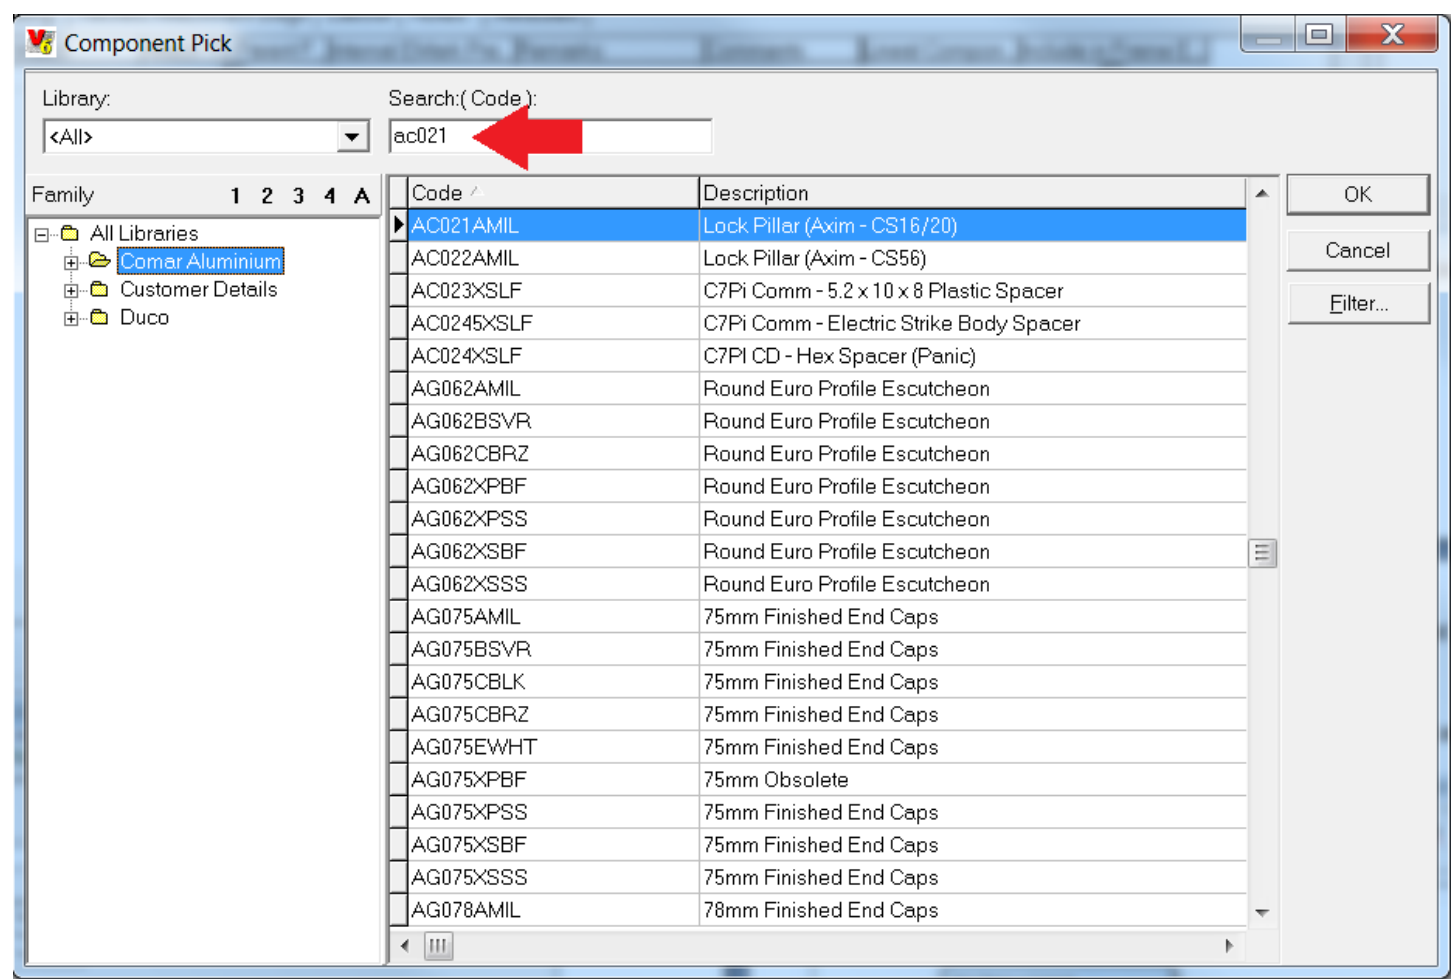 Component Pick
Library: Search:( Code ):
<All> ac021
Family 1 2 3 4 A Code Description
All Libraries
Comar Aluminium
Customer Details
Duco
AC021AMIL Lock Pillar (Axim - CS16/20)
AC022AMIL Lock Pillar (Axim - CS56)
AC023XSLF C7Pi Comm - 5.2 x 10 x 8 Plastic Spacer
AC0245XSLF C7Pi Comm - Electric Strike Body Spacer
AC024XSLF C7PI CD - Hex Spacer (Panic)
AG062AMIL Round Euro Profile Escutcheon
AG062BSVR Round Euro Profile Escutcheon
AG062CBRZ Round Euro Profile Escutcheon
AG062XPBF Round Euro Profile Escutcheon
AG062XPSS Round Euro Profile Escutcheon
AG062XSBF Round Euro Profile Escutcheon
AG062XSSS Round Euro Profile Escutcheon
AG075AMIL 75mm Finished End Caps
AG075BSVR 75mm Finished End Caps
AG075CBLK 75mm Finished End Caps
AG075CBRZ 75mm Finished End Caps
AG075EWHT 75mm Finished End Caps
AG075XPBF 75mm Obsolete
AG075XPSS 75mm Finished End Caps
AG075XSBF 75mm Finished End Caps
AG075XSSS 75mm Finished End Caps
AG078AMIL 78mm Finished End Caps
OK
Cancel
Filter...